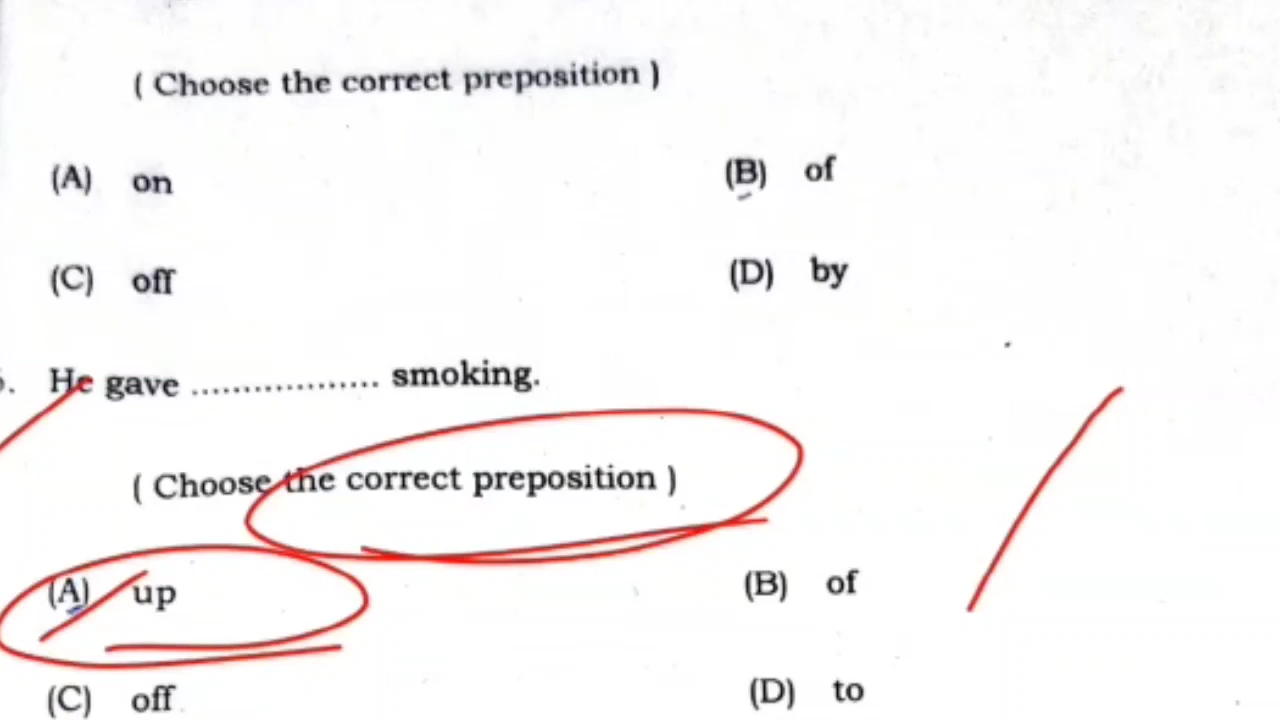 ( Choose the correct preposition )
(A) on (B) of
(C) off (D) by
He gave .................. smoking.
( Choose the correct preposition )
(A) up (B) of
(C) off (D) to